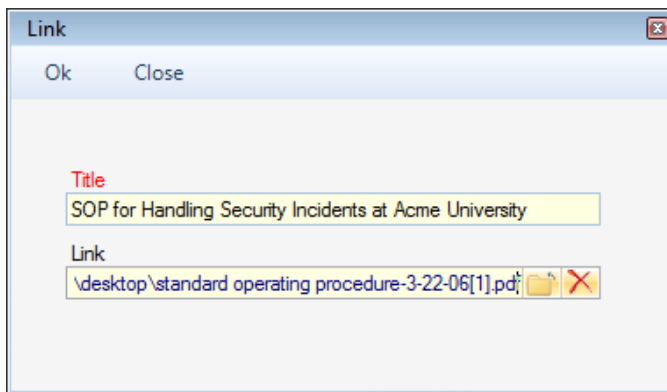 Link
Ok Close
Title
SOP for Handling Security Incidents at Acme University
Link
\desktop\standard operating procedure-3-22-06[1].pd